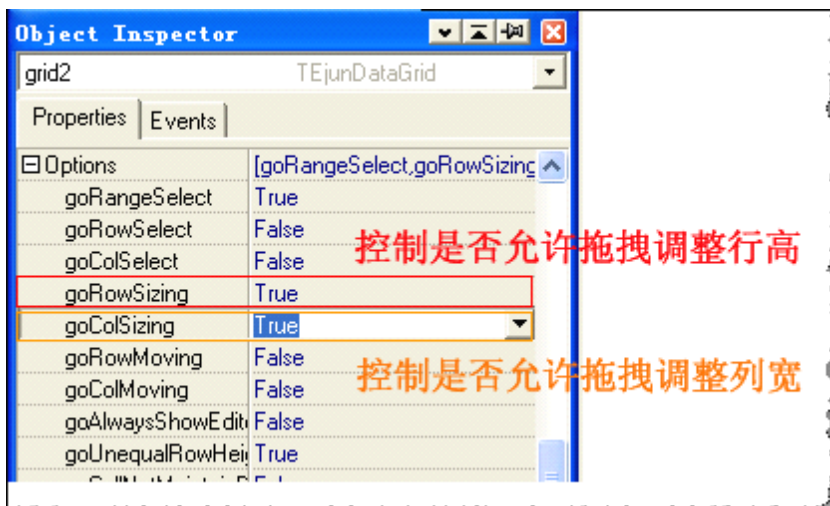 Object Inspector
grid2 TEjunDataGrid
Properties Events
Options [goRangeSelect,goRowSizing
goRangeSelect True
goRowSelect False
goColSelect False
控制是否允许拖拽调整行高
goRowSizing True
goColSizing True
goRowMoving False
控制是否允许拖拽调整列宽
goColMoving False
goAlwaysShowEdit False
goUnequalRowHei True